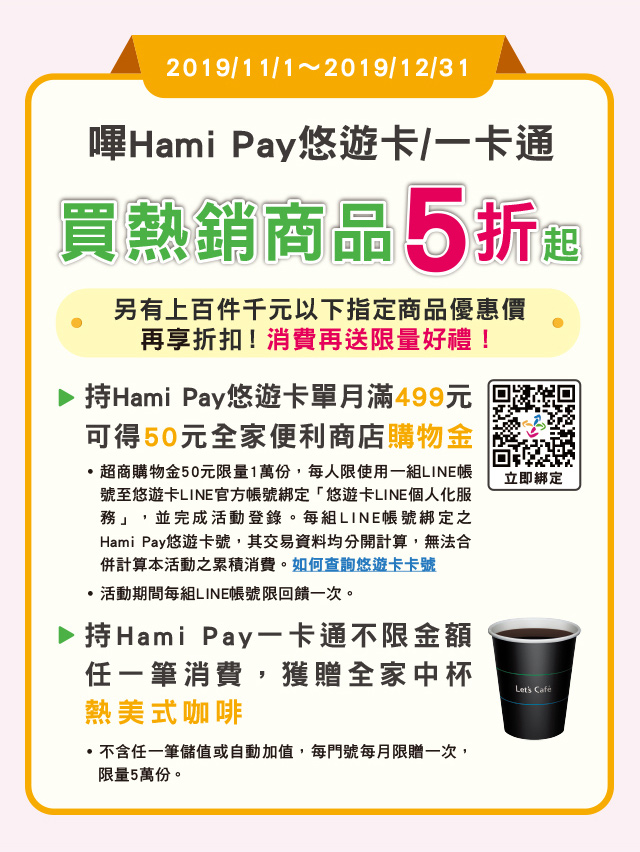 2019/11/1～2019/12/31
嗶Hami Pay悠遊卡/一卡通
買熱銷商品5折起
另有上百件千元以下指定商品優惠價
再享折扣！消費再送限量好禮！
▶ 持Hami Pay悠遊卡單月滿499元
可得50元全家便利商店購物金
立即綁定
• 超商購物金50元限量1萬份，每人限使用一組LINE帳
號至悠遊卡LINE官方帳號綁定「悠遊卡LINE個人化服
務」，並完成活動登錄。每組LINE帳號綁定之
Hami Pay悠遊卡號，其交易資料均分開計算，無法合
併計算本活動之累積消費。如何查詢悠遊卡卡號
• 活動期間每組LINE帳號限回饋一次。
▶ 持Hami Pay一卡通不限金額
任一筆消費，獲贈全家中杯
熱美式咖啡
Let's Café
• 不含任一筆儲值或自動加值，每門號每月限贈一次，
限量5萬份。